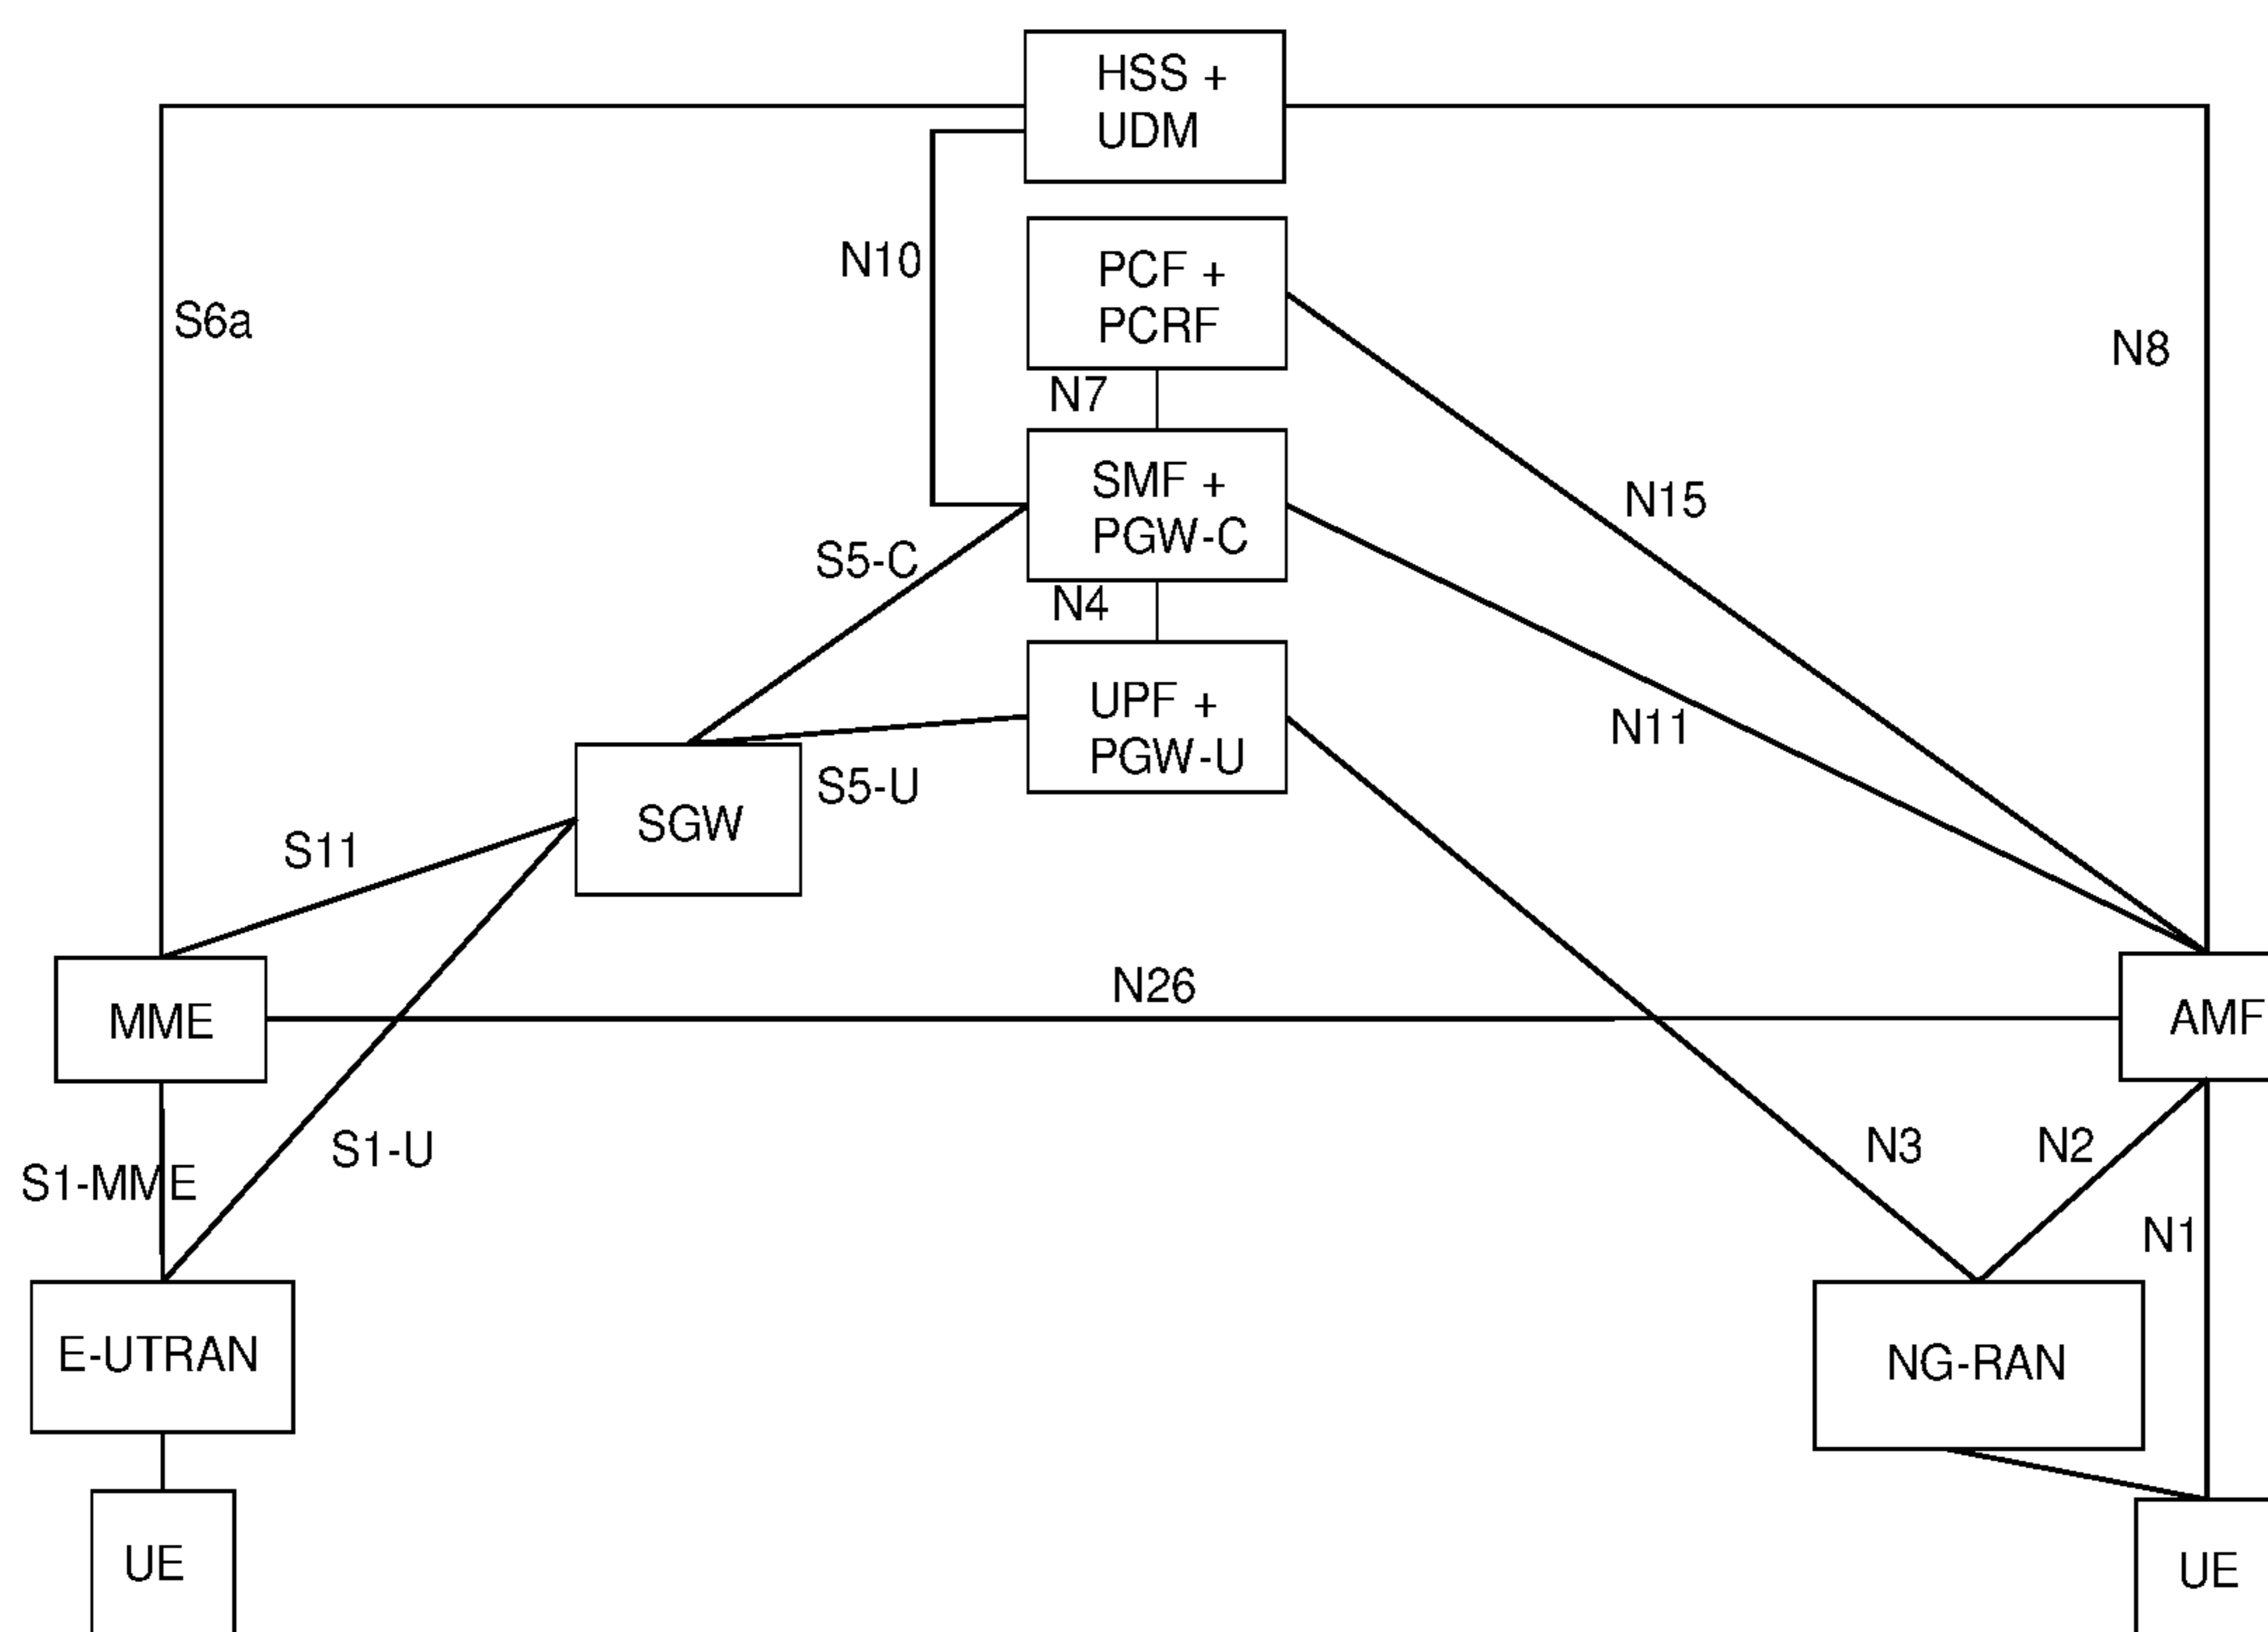 HSS +
UDM
N10
PCF +
PCRF
S6a
N8
N7
SMF +
PGW-C
N15
S5-C
N4
UPF +
PGW-U
N11
S5-U
SGW
S11
N26
MME
AMF
S1-U
N3
N2
S1-MME
N1
E-UTRAN
NG-RAN
UE
UE